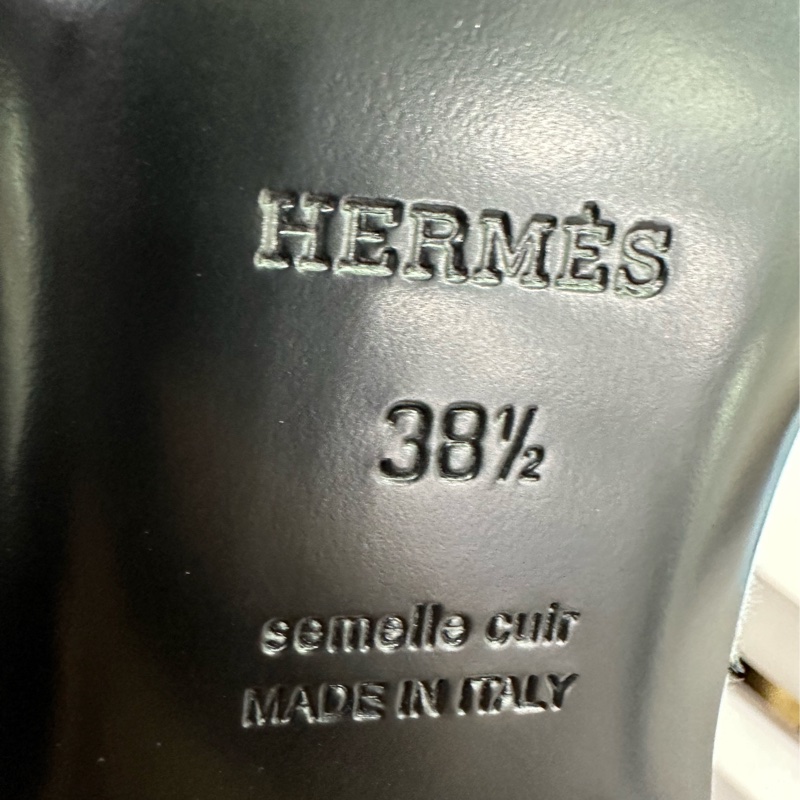 HERMÈS
38½
semelle cuir
MADE IN ITALY